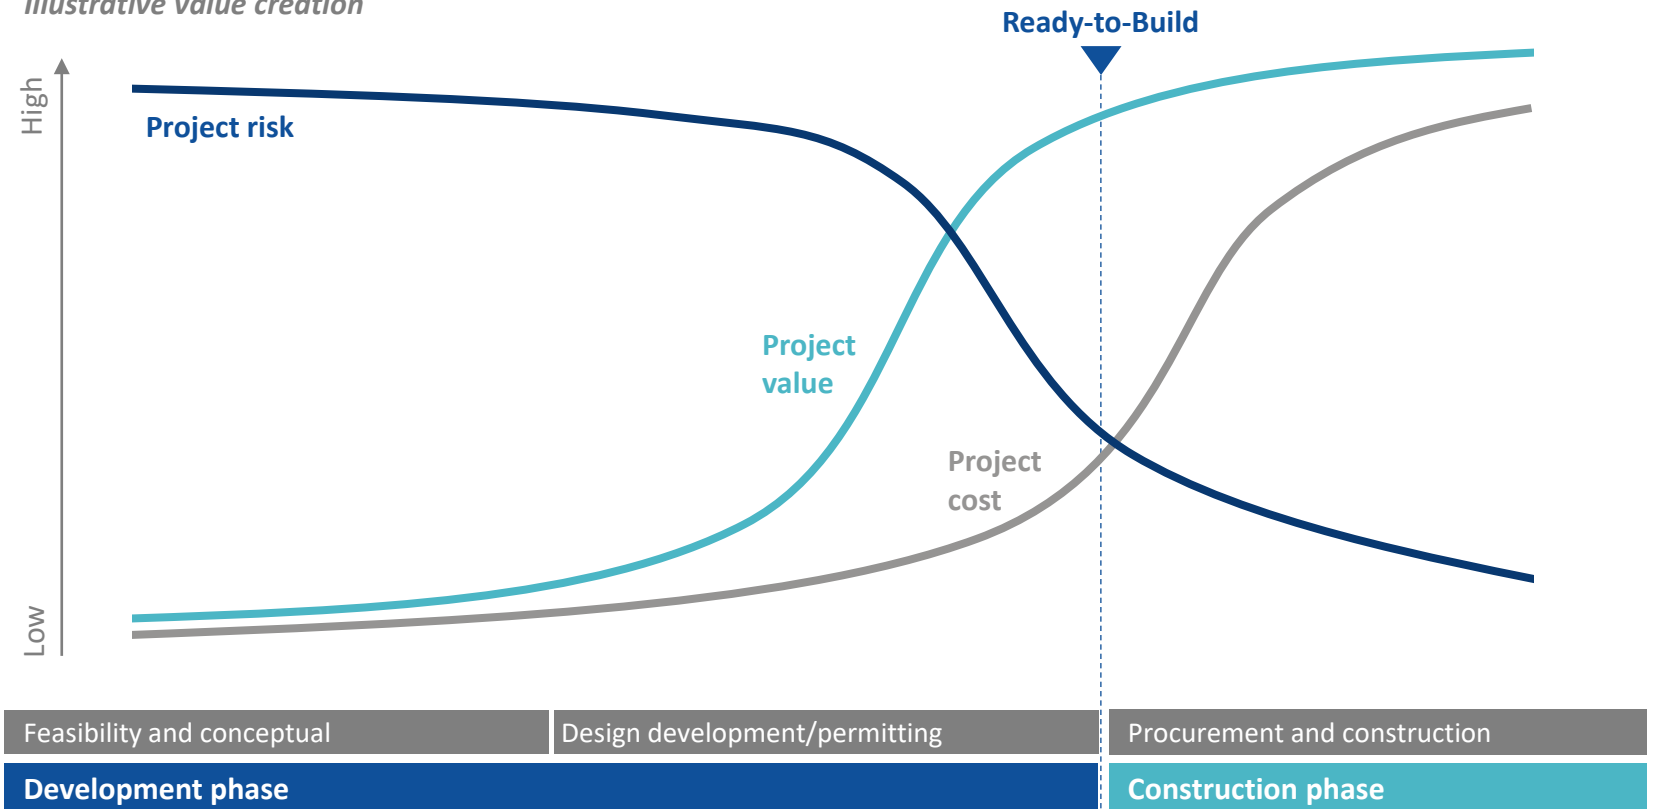 Illustrative value creation
Ready-to-Build
High
Project risk
Project
value
Project
cost
Low
Feasibility and conceptual
Design development/permitting
Procurement and construction
Development phase
Construction phase